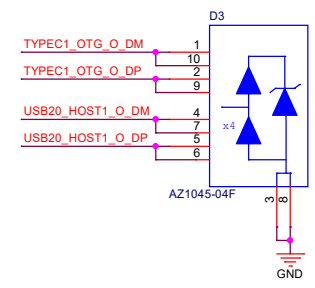 D3
TYPEC1_OTG_O_DM
1
10
TYPEC1_OTG_O_DP
2
9
USB20_HOST1_O_DM
4
7
USB20_HOST1_O_DP
5
6
x4
AZ1045-04F
3
8
GND